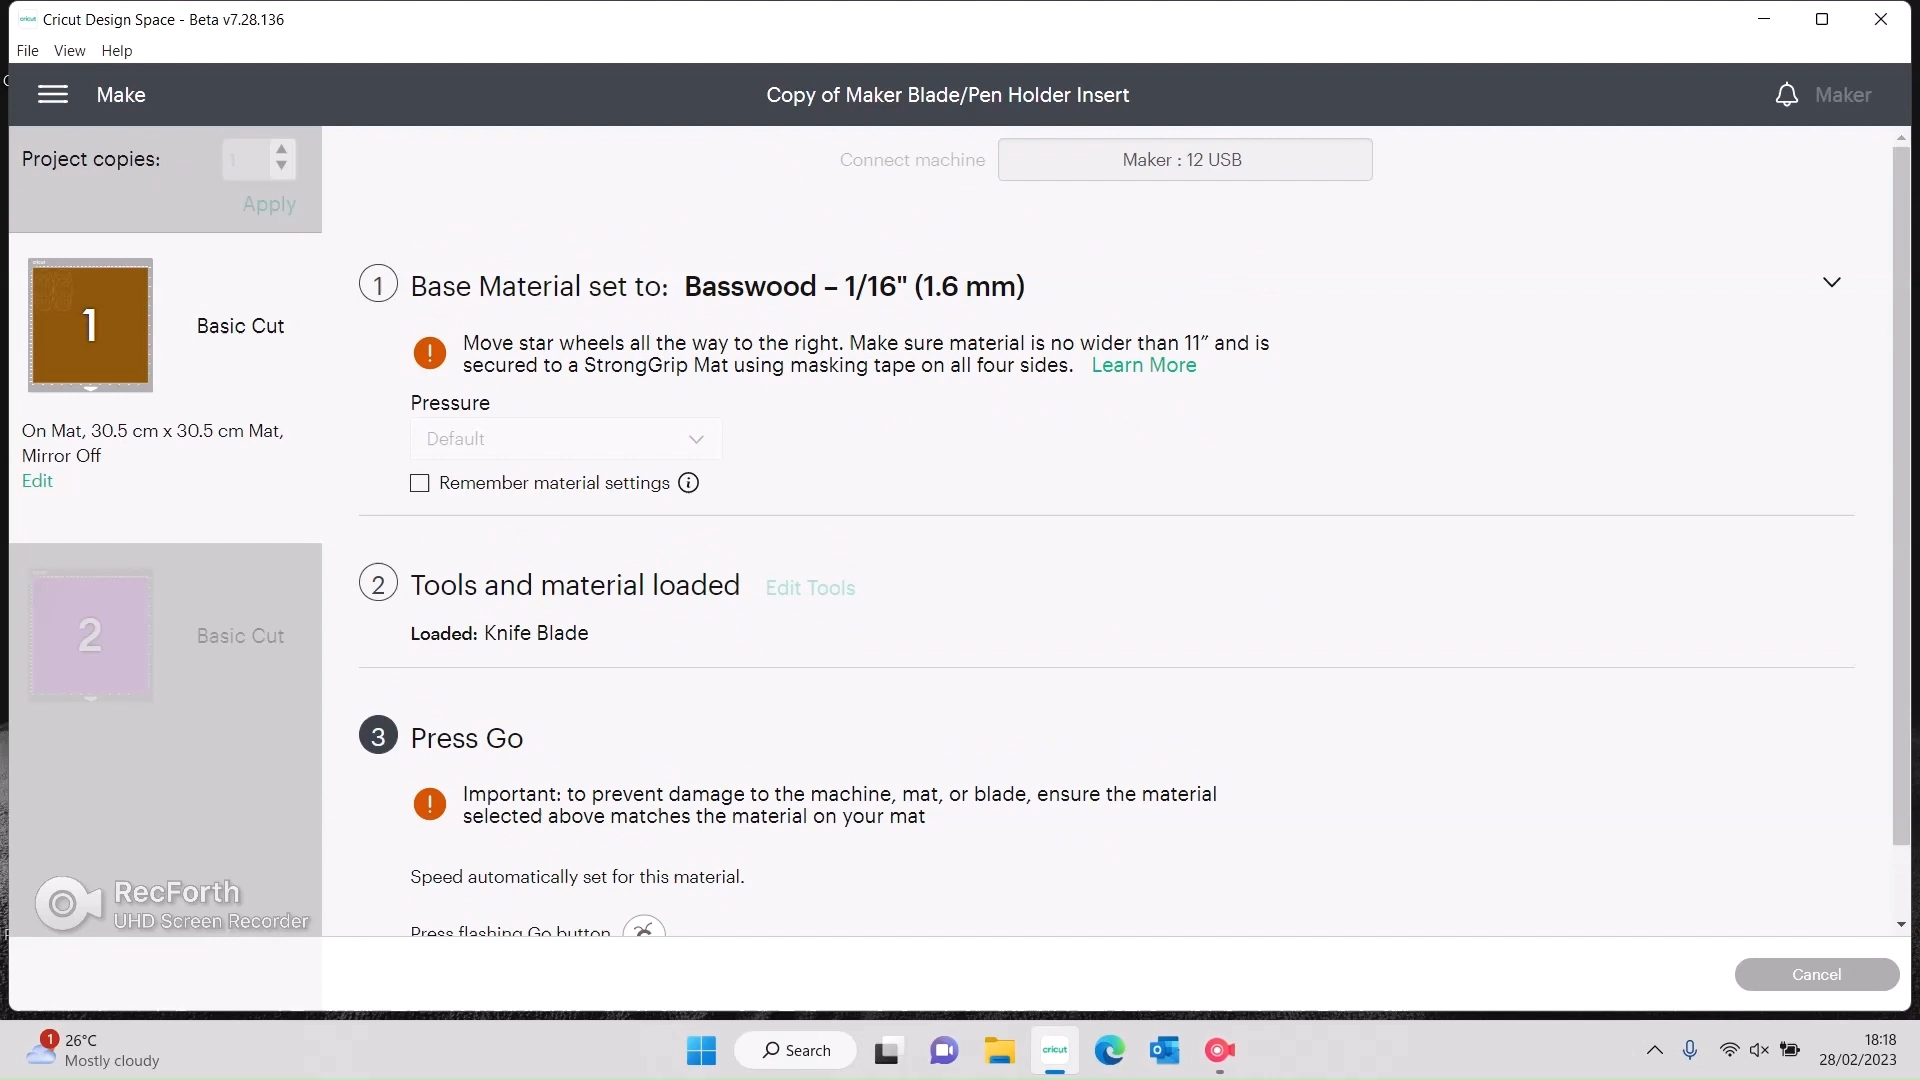 cricut Cricut Design Space - Beta v7.28.136
File View Help
Make
Copy of Maker Blade/Pen Holder Insert
Maker
Project copies: 1
Apply
Connect machine
Maker : 12 USB
cricut
1
Basic Cut
On Mat, 30.5 cm x 30.5 cm Mat,
Mirror Off
Edit
2
Basic Cut
1 Base Material set to: Basswood – 1/16" (1.6 mm)
! Move star wheels all the way to the right. Make sure material is no wider than 11” and is
secured to a StrongGrip Mat using masking tape on all four sides. Learn More
Pressure
Default
Remember material settings i
2 Tools and material loaded Edit Tools
Loaded: Knife Blade
3 Press Go
! Important: to prevent damage to the machine, mat, or blade, ensure the material
selected above matches the material on your mat
Speed automatically set for this material.
Press flashing Go button
RecForth
UHD Screen Recorder
Cancel
1
26°C
Mostly cloudy
Search
cricut
18:18
28/02/2023